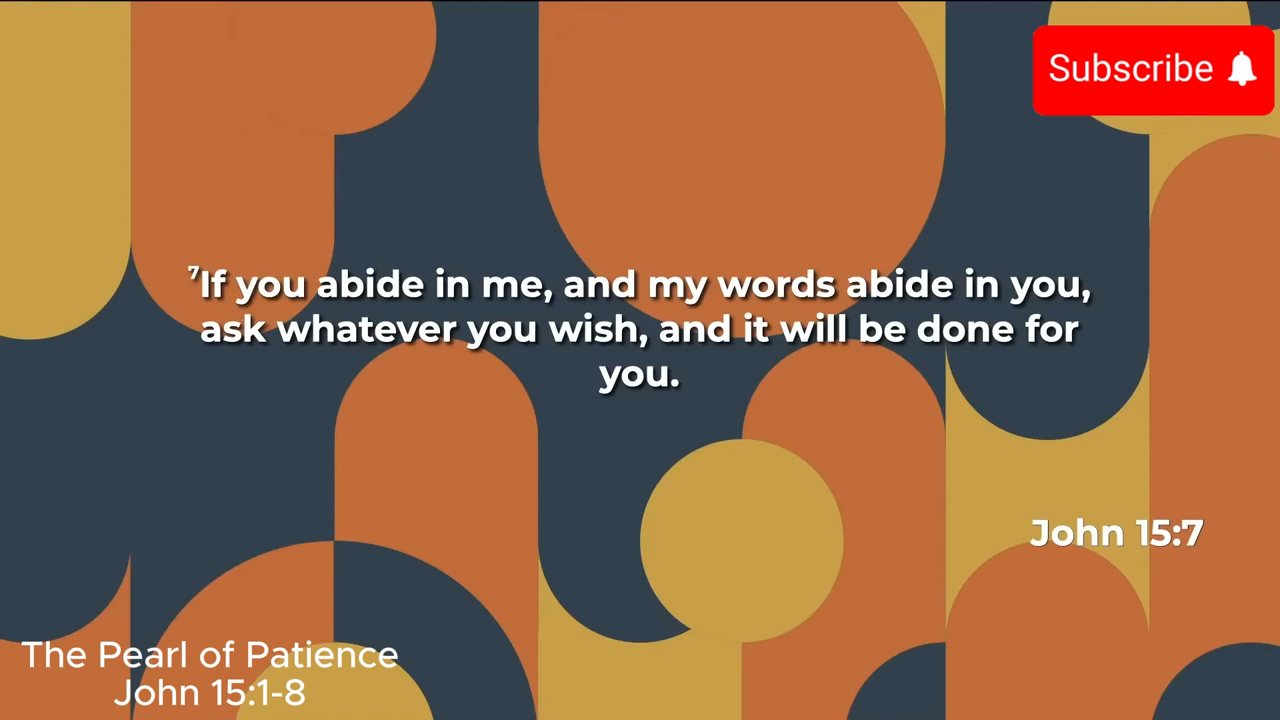 Subscribe
⁷If you abide in me, and my words abide in you,
ask whatever you wish, and it will be done for
you.
John 15:7
The Pearl of Patience
John 15:1-8